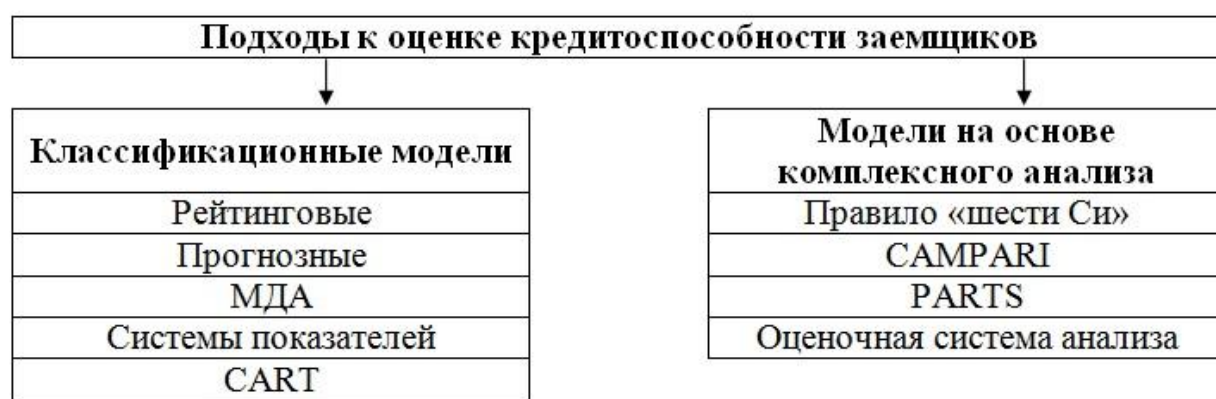 Подходы к оценке кредитоспособности заемщиков
Классификационные модели
Рейтинговые
Прогнозные
МДА
Системы показателей
CART
Модели на основе
комплексного анализа
Правило «шести Си»
CAMPARI
PARTS
Оценочная система анализа